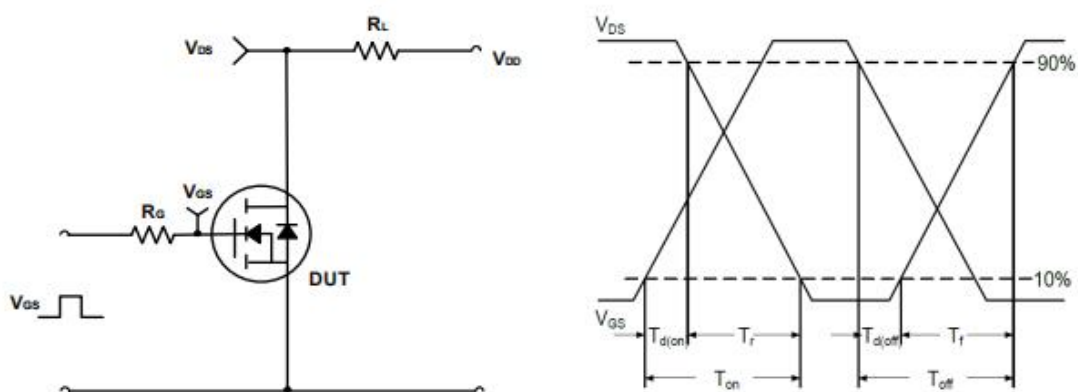 RL
VDS
VDD
VGS
RG
DUT
VGS
VDS
90%
10%
VGS
Td(on)
Tr
Td(off)
Tf
Ton
Toff